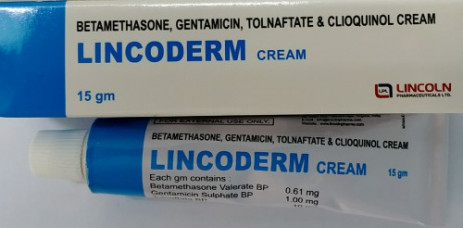 BETAMETHASONE, GENTAMICIN, TOLNAFTATE & CLIOQUINOL CREAM
LINCODERM CREAM
15 gm
LINCOLN
PHARMACEUTICALS LTD.
FOR EXTERNAL USE ONLY
BETAMETHASONE, GENTAMICIN, TOLNAFTATE & CLIOQUINOL CREAM
LINCODERM CREAM 15 gm
Each gm contains :
Betamethasone Valerate BP 0.61 mg
Gentamicin Sulphate BP 1.00 mg